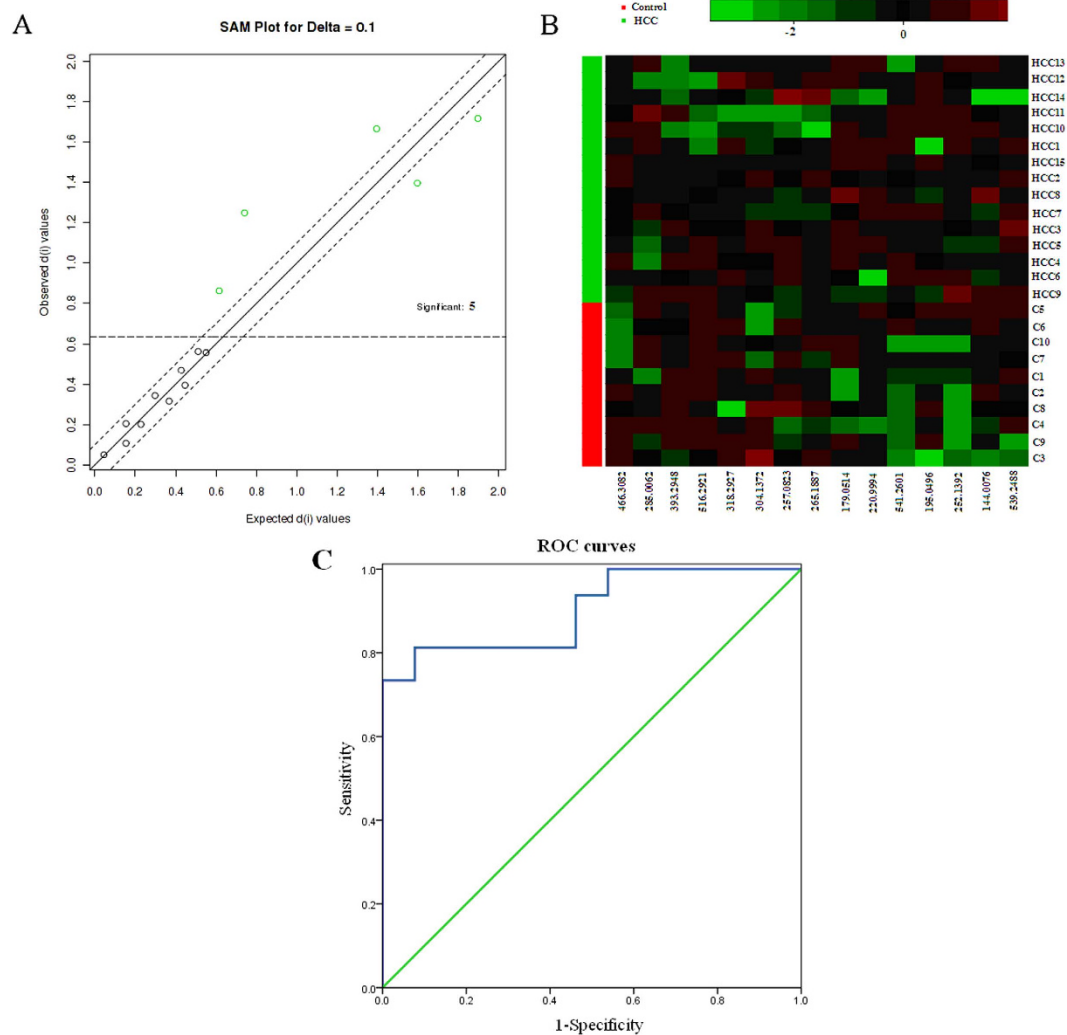 A
SAM Plot for Delta = 0.1
Observed d(i) values
2.0
1.8
1.6
1.4
1.2
1.0
0.8
0.6
0.4
0.2
0.0
Significant: 5
0.0 0.2 0.4 0.6 0.8 1.0 1.2 1.4 1.6 1.8 2.0
Expected d(i) values
B
Control
HCC
-2 0
HCC13
HCC12
HCC14
HCC11
HCC10
HCC1
HCC15
HCC2
HCC8
HCC7
HCC3
HCC5
HCC4
HCC6
HCC9
C5
C6
C10
C7
C1
C2
C8
C4
C9
C3
466.3082
285.0062
393.2948
516.2921
318.2927
304.1372
257.0823
265.1887
179.0514
220.9994
541.2601
195.0496
252.1392
144.0076
539.2488
C
ROC curves
Sensitivity
1.0
0.8
0.6
0.4
0.2
0.0
0.0 0.2 0.4 0.6 0.8 1.0
1-Specificity